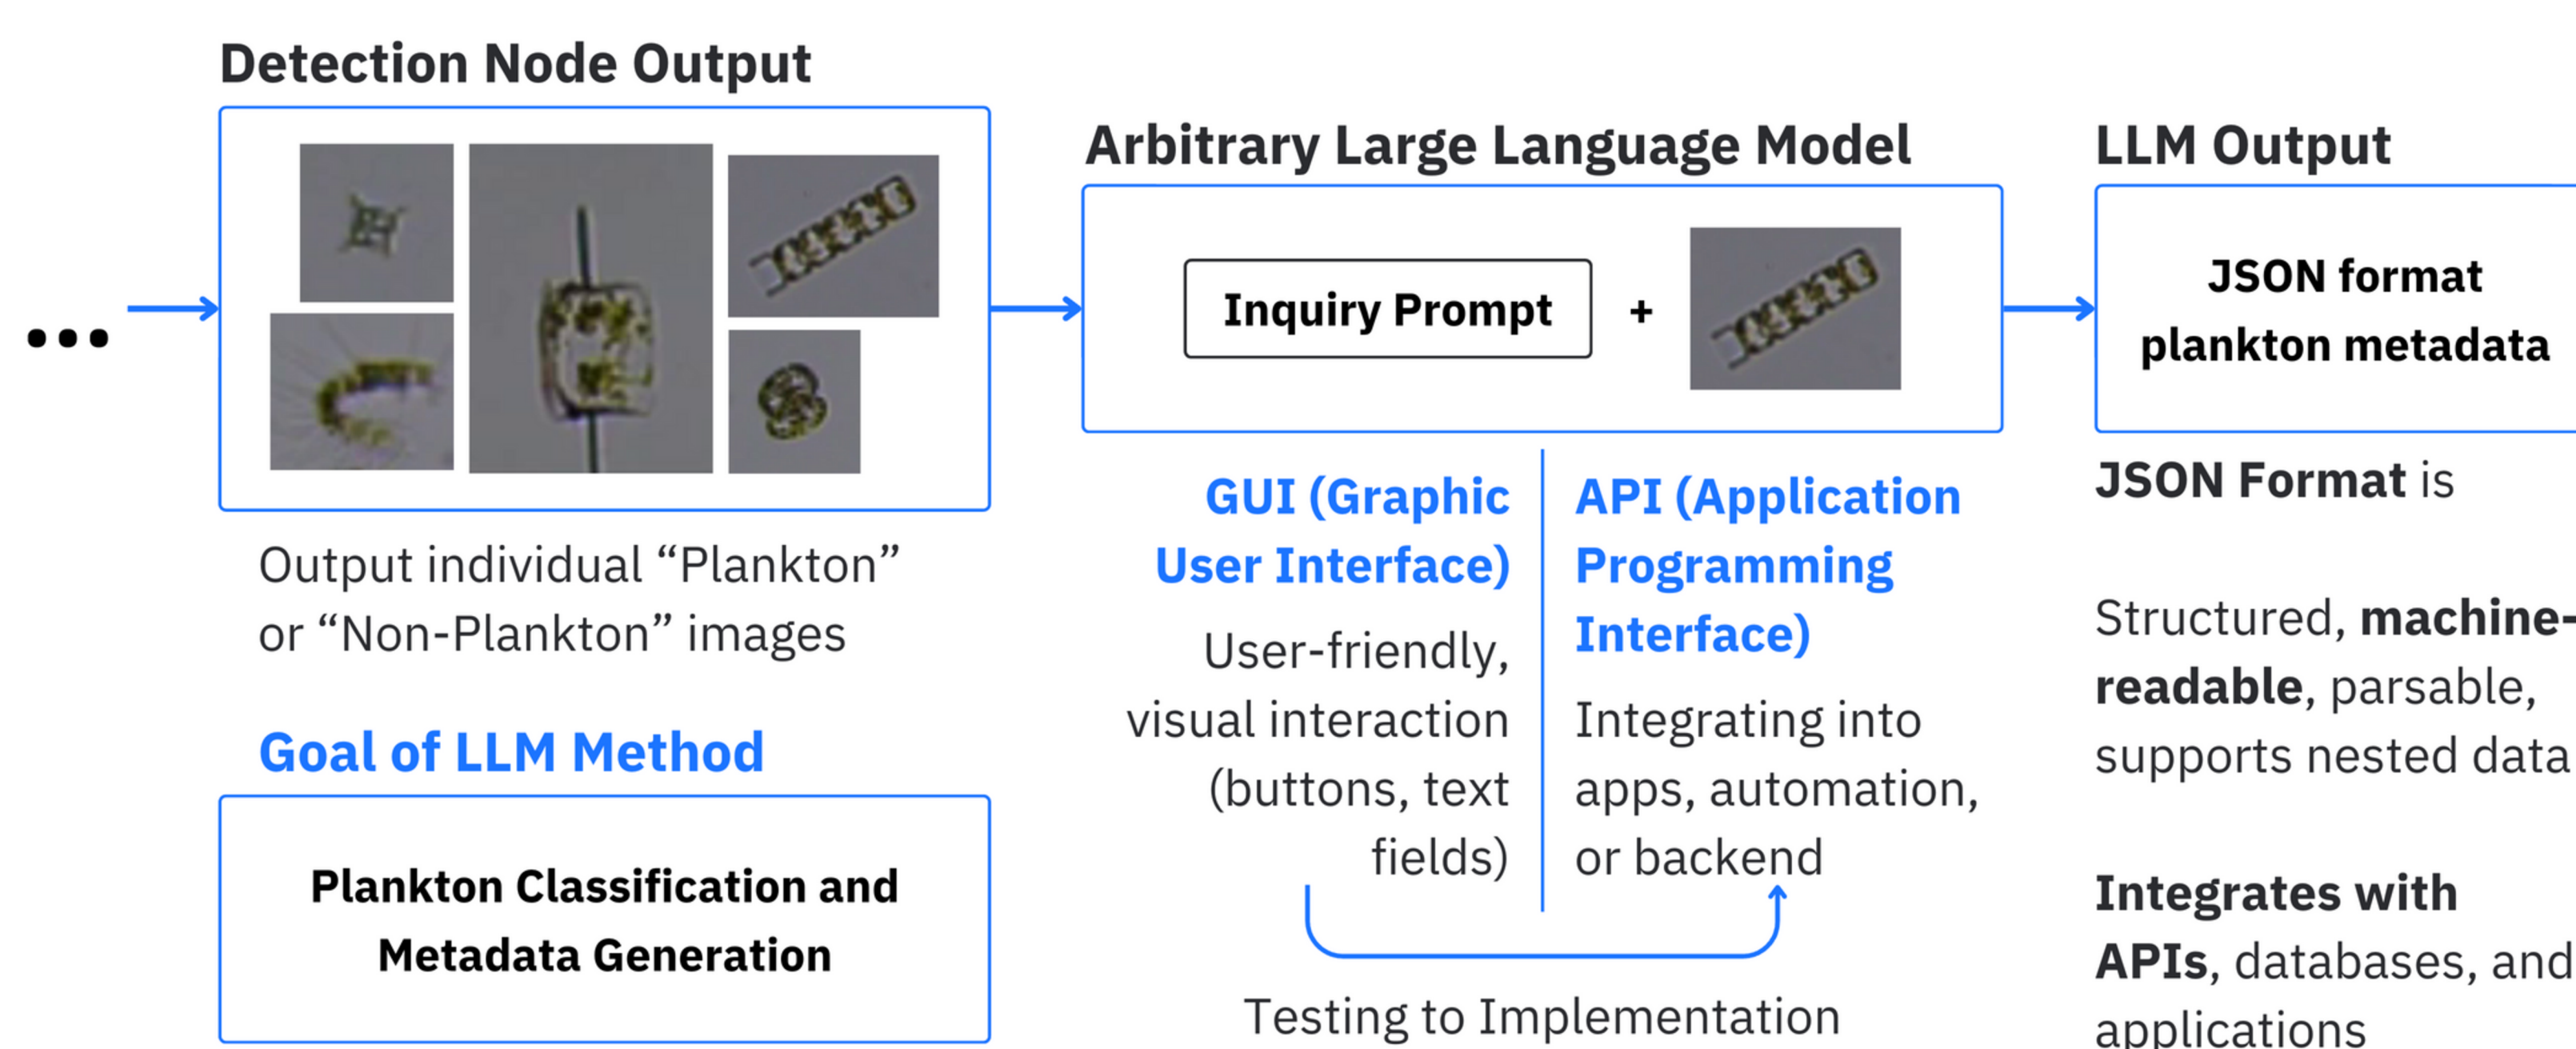 Detection Node Output
...
Output individual “Plankton”
or “Non-Plankton” images
Goal of LLM Method
Plankton Classification and
Metadata Generation
Arbitrary Large Language Model
Inquiry Prompt
+
GUI (Graphic
User Interface)
User-friendly,
visual interaction
(buttons, text
fields)
API (Application
Programming
Interface)
Integrating into
apps, automation,
or backend
Testing to Implementation
LLM Output
JSON format
plankton metadata
JSON Format is
Structured, machine-
readable, parsable,
supports nested data
Integrates with
APIs, databases, and
applications